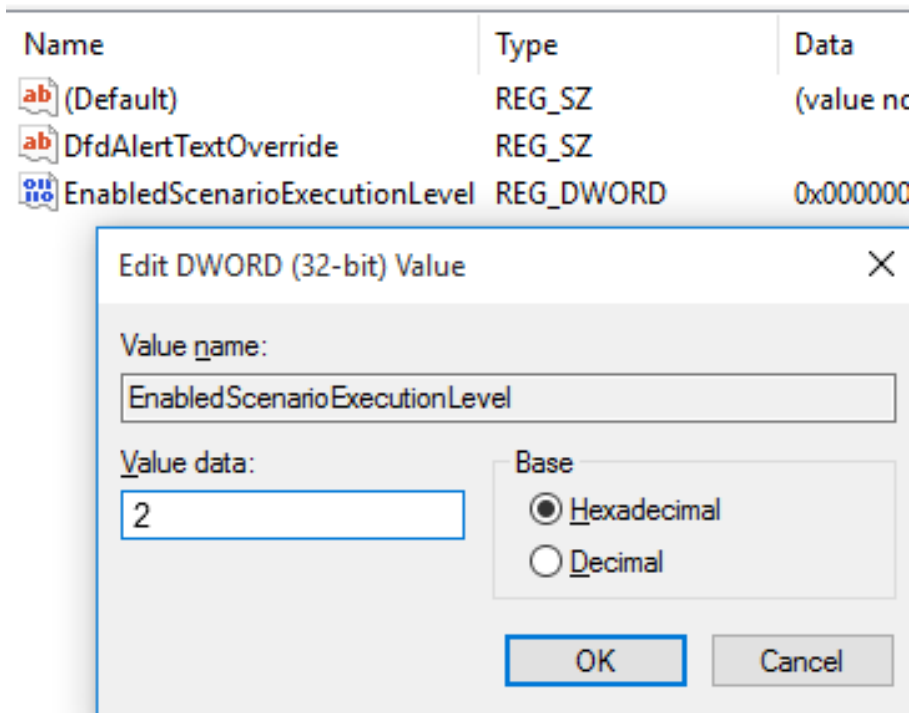 Name Type Data
(Default) REG_SZ (value no
DfdAlertTextOverride REG_SZ
EnabledScenarioExecutionLevel REG_DWORD 0x000000
Edit DWORD (32-bit) Value
Value name:
EnabledScenarioExecutionLevel
Value data: Base
2 Hexadecimal
Decimal
OK Cancel